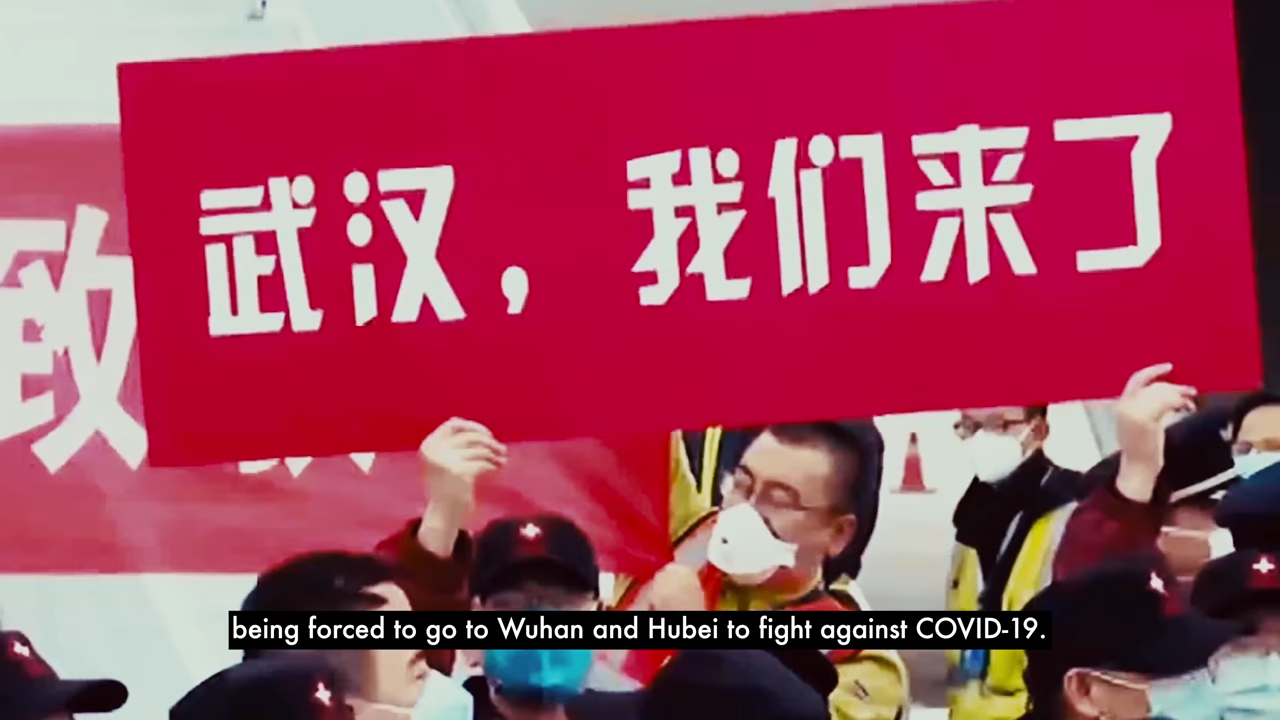 武汉，我们来了
致
being forced to go to Wuhan and Hubei to fight against COVID-19.